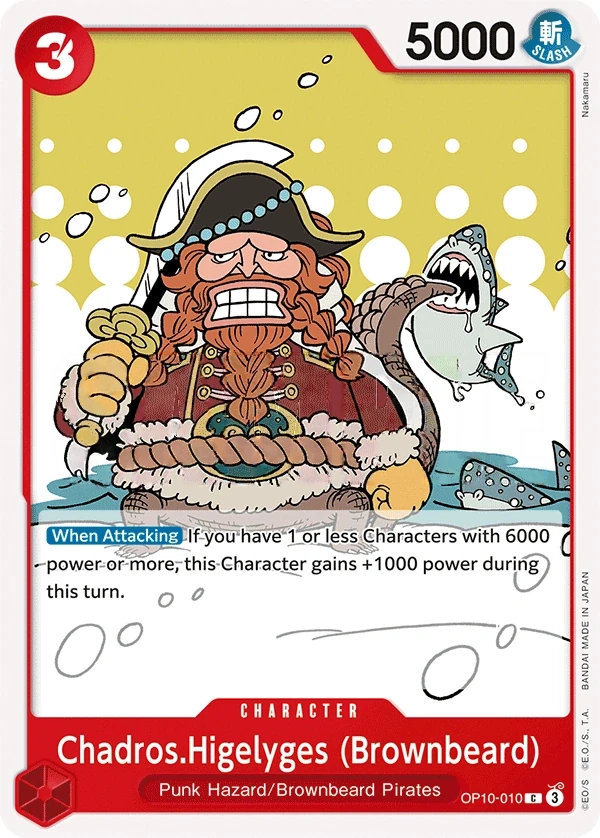 3
5000
斬
SLASH
Nakamaru
When Attacking If you have 1 or less Characters with 6000
power or more, this Character gains +1000 power during
this turn.
CHARACTER
Chadros.Higelyges (Brownbeard)
Punk Hazard/Brownbeard Pirates
OP10-010 C 3
©E.O/S ©E.O./S., T.A. BANDAI MADE IN JAPAN